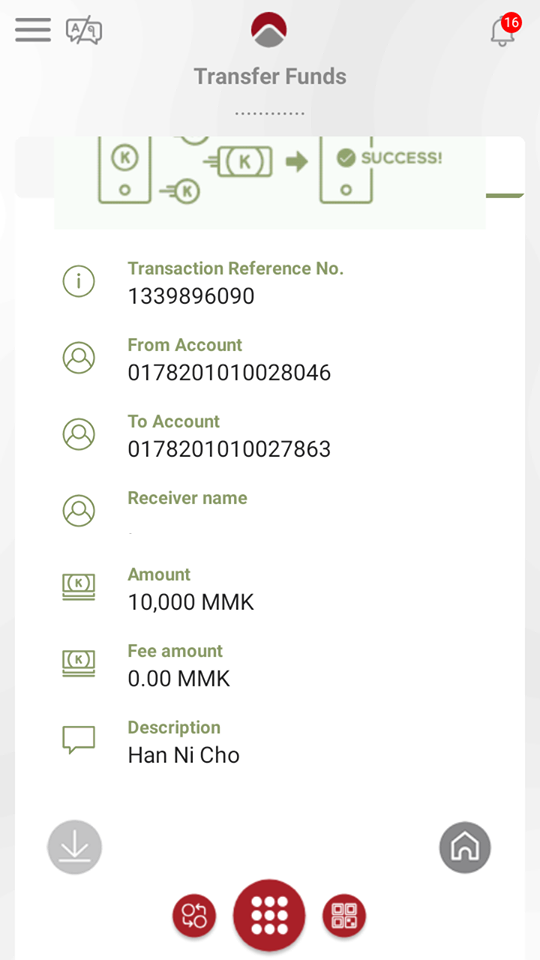 16
Transfer Funds
............
K
K
K
SUCCESS!
Transaction Reference No.
1339896090
From Account
0178201010028046
To Account
0178201010027863
Receiver name
.
Amount
10,000 MMK
Fee amount
0.00 MMK
Description
Han Ni Cho